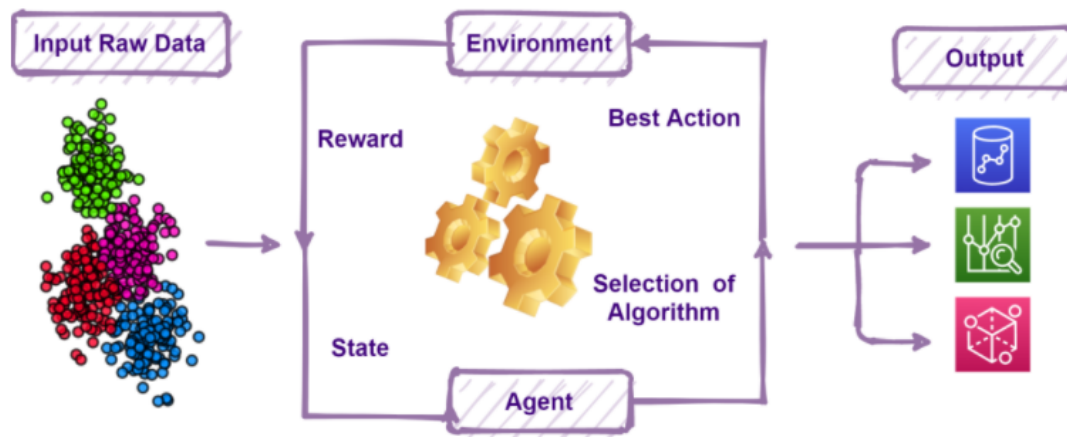 Input Raw Data
Environment
Output
Reward
Best Action
Selection of
Algorithm
State
Agent